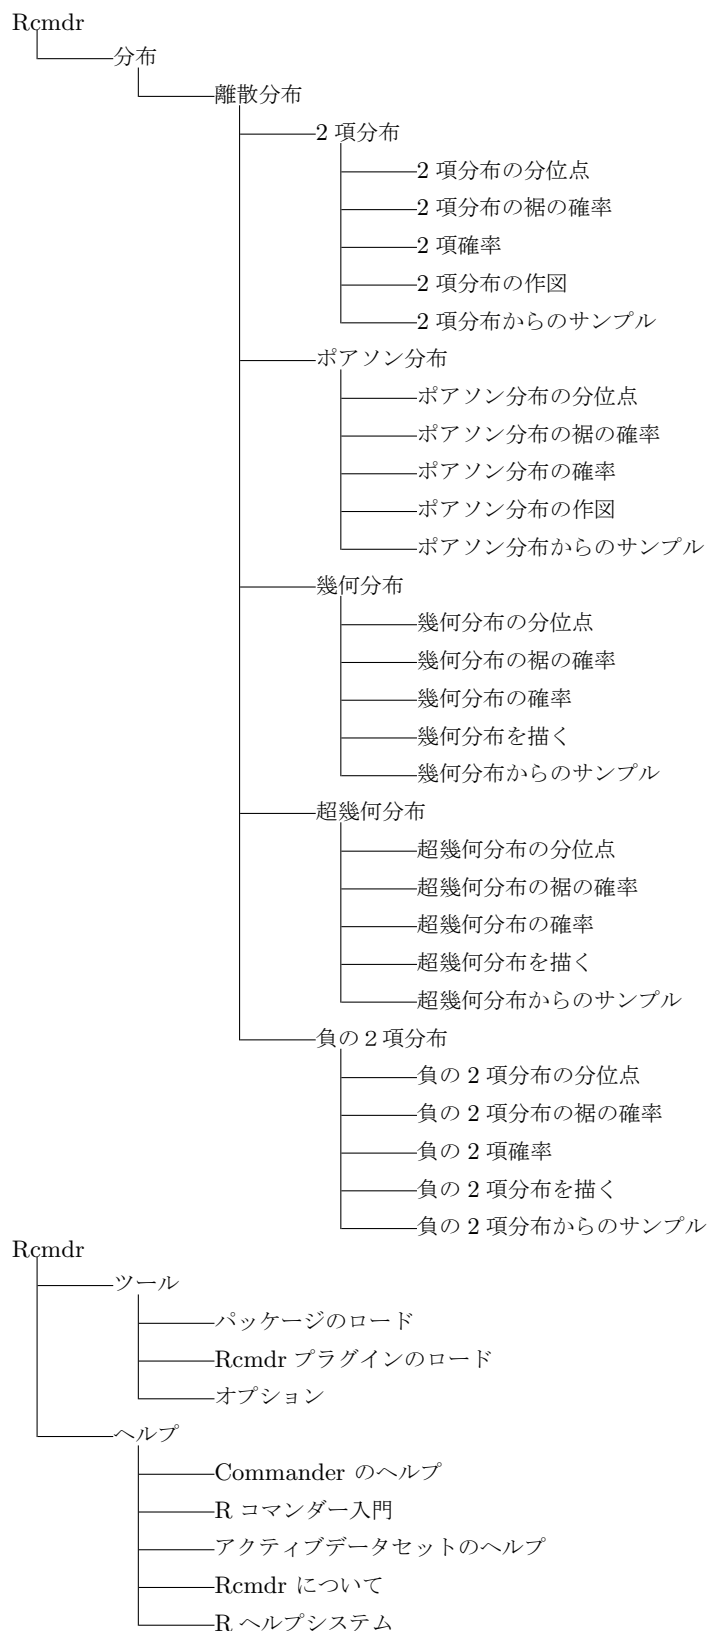 Rcmdr
分布
離散分布
2 項分布
2 項分布の分位点
2 項分布の裾の確率
2 項確率
2 項分布の作図
2 項分布からのサンプル
ポアソン分布
ポアソン分布の分位点
ポアソン分布の裾の確率
ポアソン分布の確率
ポアソン分布の作図
ポアソン分布からのサンプル
幾何分布
幾何分布の分位点
幾何分布の裾の確率
幾何分布の確率
幾何分布を描く
幾何分布からのサンプル
超幾何分布
超幾何分布の分位点
超幾何分布の裾の確率
超幾何分布の確率
超幾何分布を描く
超幾何分布からのサンプル
負の２項分布
負の 2 項分布の分位点
負の 2 項分布の裾の確率
負の 2 項確率
負の 2 項分布を描く
負の 2 項分布からのサンプル
Rcmdr
ツール
パッケージのロード
Rcmdr プラグインのロード
オプション
ヘルプ
Commander のヘルプ
R コマンダー入門
アクティブデータセットのヘルプ
Rcmdr について
R ヘルプシステム